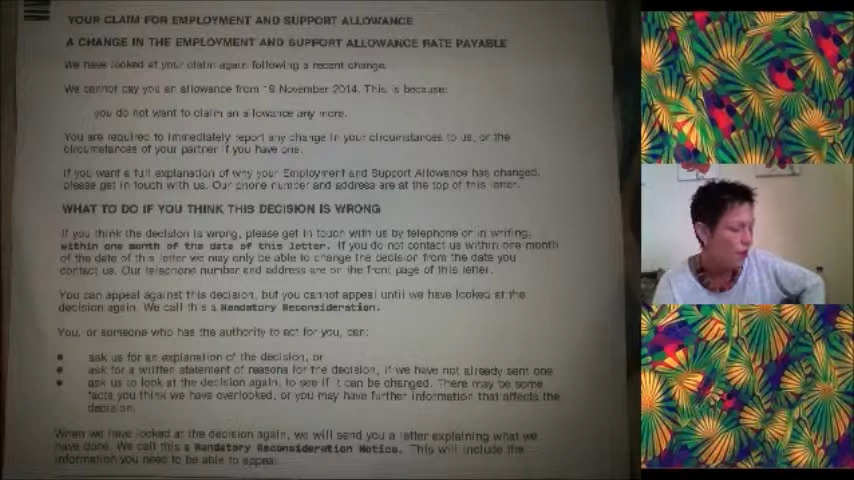 YOUR CLAIM FOR EMPLOYMENT AND SUPPORT ALLOWANCE
A CHANGE IN THE EMPLOYMENT AND SUPPORT ALLOWANCE RATE PAYABLE
We have looked at your claim again following a recent change.
We cannot pay you an allowance from 19 November 2014. This is because:
you do not want to claim an allowance any more.
You are required to immediately report any change in your circumstances to us, or the
circumstances of your partner if you have one.
If you want a full explanation of why your Employment and Support Allowance has changed,
please get in touch with us. Our phone number and address are at the top of this letter.
WHAT TO DO IF YOU THINK THIS DECISION IS WRONG
If you think the decision is wrong, please get in touch with us by telephone or in writing,
within one month of the date of this letter. If you do not contact us within one month
of the date of this letter we may only be able to change the decision from the date you
contact us. Our telephone number and address are on the front page of this letter.
You can appeal against this decision, but you cannot appeal until we have looked at the
decision again. We call this a Mandatory Reconsideration.
You, or someone who has the authority to act for you, can:
• ask us for an explanation of the decision, or
• ask for a written statement of reasons for the decision, if we have not already sent one
• ask us to look at the decision again, to see if it can be changed. There may be some
facts you think we have overlooked, or you may have further information that affects the
decision.
When we have looked at the decision again, we will send you a letter explaining what we
have done. We call this a Mandatory Reconsideration Notice. This will include the
information you need to be able to appeal.